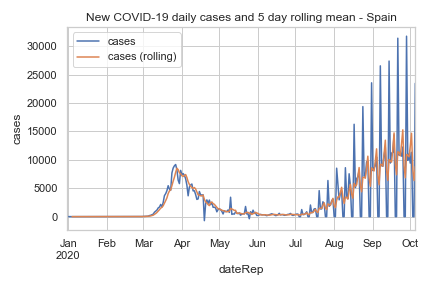 New COVID-19 daily cases and 5 day rolling mean - Spain
cases
cases (rolling)
30000
25000
20000
15000
10000
5000
0
cases
Jan Feb Mar Apr May Jun Jul Aug Sep Oct
2020
dateRep